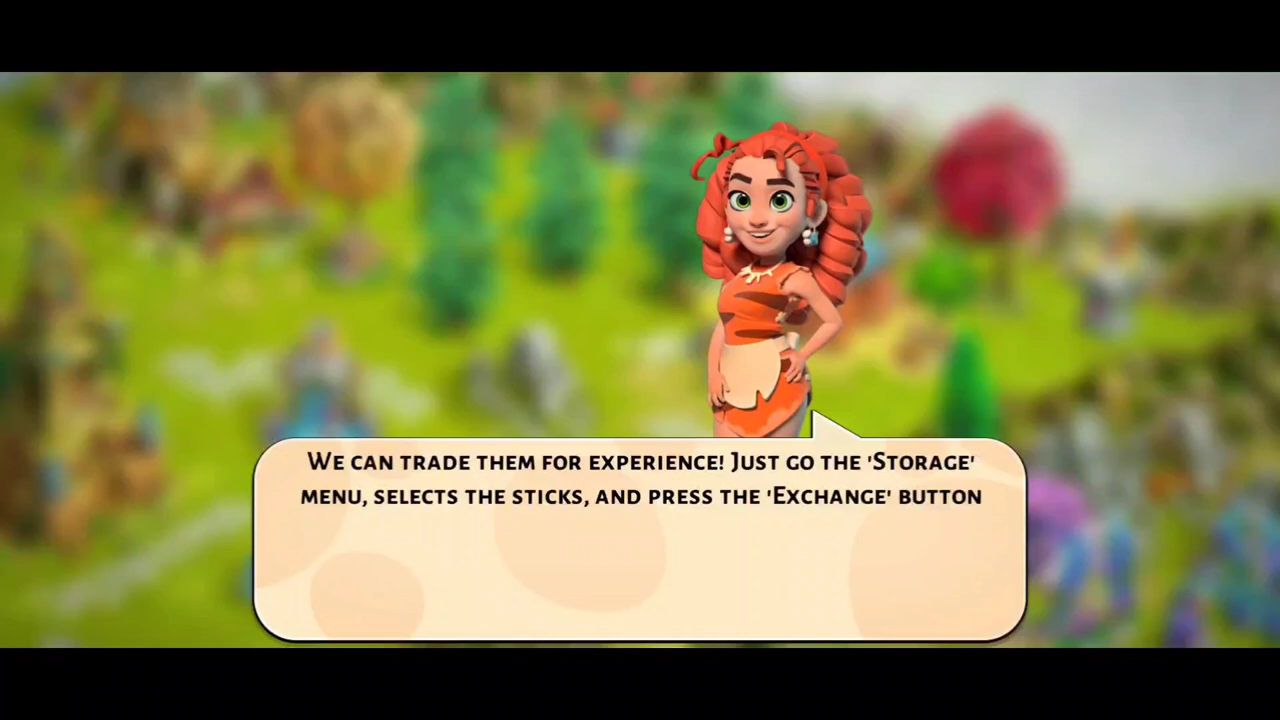 We can trade them for experience! Just go the 'Storage'
menu, selects the sticks, and press the 'Exchange' button